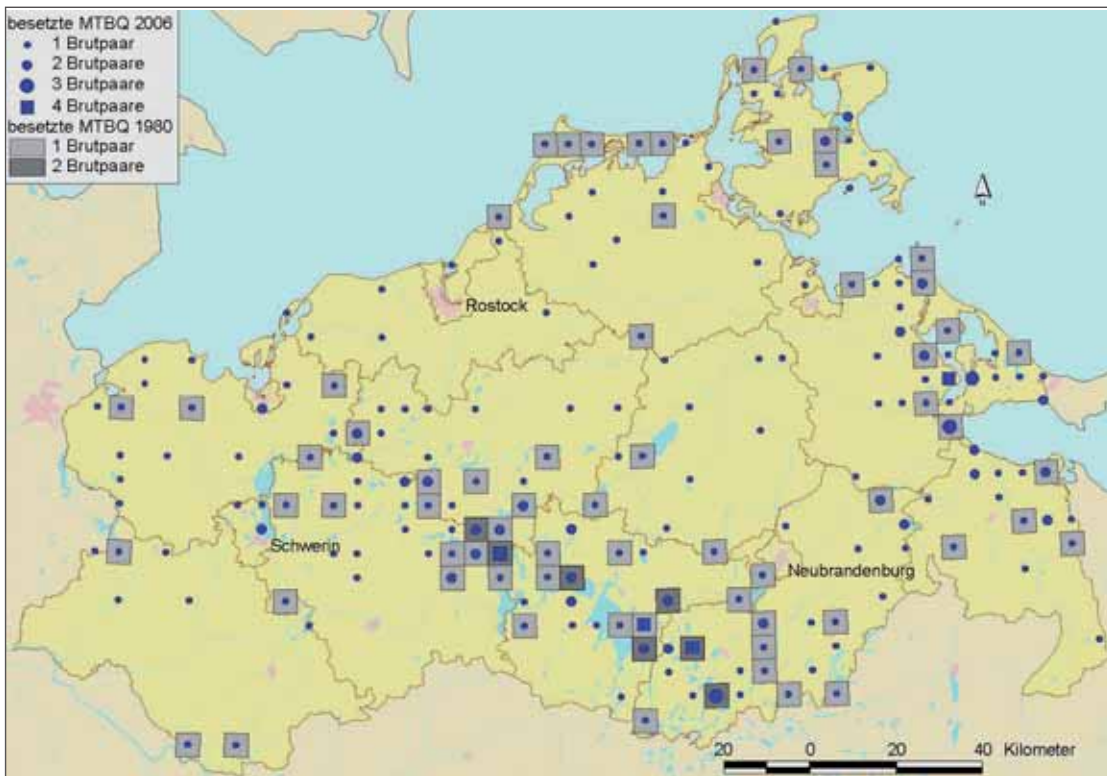 besetzte MTBQ 2006
1 Brutpaar
2 Brutpaare
3 Brutpaare
4 Brutpaare
besetzte MTBQ 1980
1 Brutpaar
2 Brutpaare
N
Rostock
Schwerin
Neubrandenburg
20 0 20 40 Kilometer